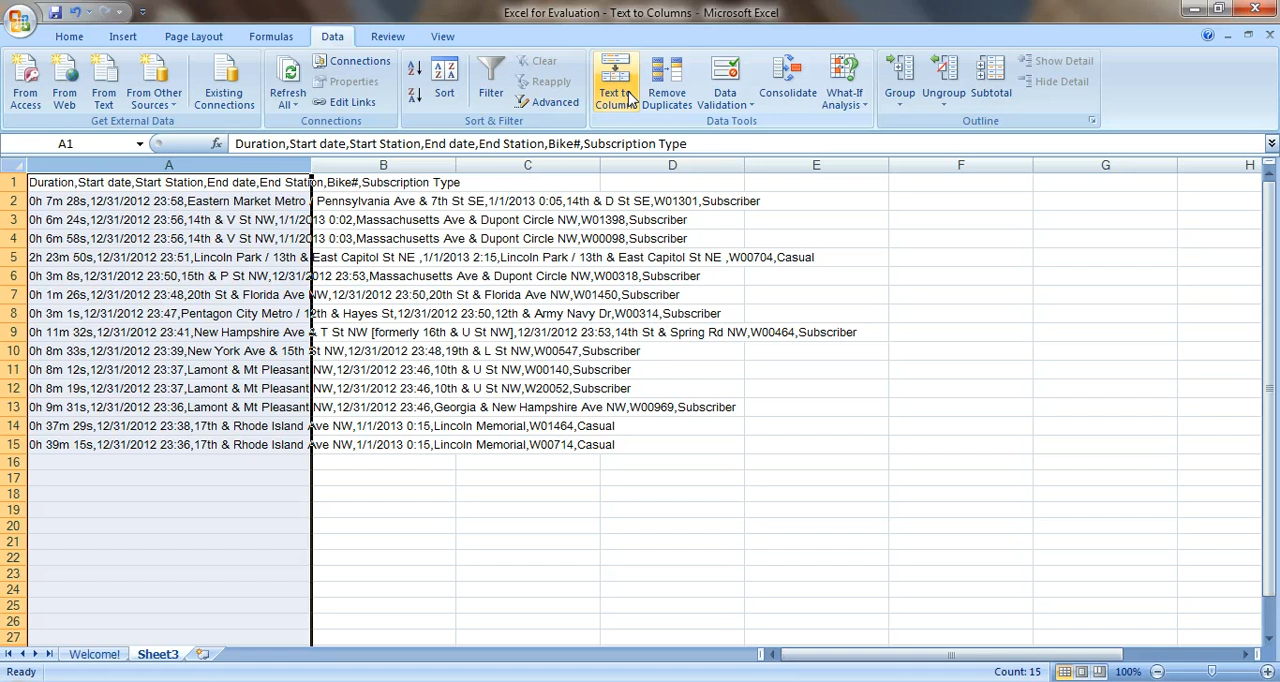 Excel for Evaluation - Text to Columns - Microsoft Excel
Home Insert Page Layout Formulas Data Review View
From Access
From Web
From Text
From Other Sources
Existing Connections
Get External Data
Refresh All
Connections
Properties
Edit Links
Connections
Sort
Filter
Clear
Reapply
Advanced
Sort & Filter
Text to Columns
Remove Duplicates
Data Validation
Consolidate
What-If Analysis
Data Tools
Group
Ungroup
Subtotal
Show Detail
Hide Detail
Outline
A1 fx Duration,Start date,Start Station,End date,End Station,Bike#,Subscription Type
A B C D E F G H
1 Duration,Start date,Start Station,End date,End Station,Bike#,Subscription Type
2 0h 7m 28s,12/31/2012 23:58,Eastern Market Metro / Pennsylvania Ave & 7th St SE,1/1/2013 0:05,14th & D St SE,W01301,Subscriber
3 0h 6m 24s,12/31/2012 23:56,14th & V St NW,1/1/2013 0:02,Massachusetts Ave & Dupont Circle NW,W01398,Subscriber
4 0h 6m 58s,12/31/2012 23:56,14th & V St NW,1/1/2013 0:03,Massachusetts Ave & Dupont Circle NW,W00098,Subscriber
5 2h 23m 50s,12/31/2012 23:51,Lincoln Park / 13th & East Capitol St NE ,1/1/2013 2:15,Lincoln Park / 13th & East Capitol St NE ,W00704,Casual
6 0h 3m 8s,12/31/2012 23:50,15th & P St NW,12/31/2012 23:53,Massachusetts Ave & Dupont Circle NW,W00318,Subscriber
7 0h 1m 26s,12/31/2012 23:48,20th St & Florida Ave NW,12/31/2012 23:50,20th St & Florida Ave NW,W01450,Subscriber
8 0h 3m 1s,12/31/2012 23:47,Pentagon City Metro / 12th & Hayes St,12/31/2012 23:50,12th & Army Navy Dr,W00314,Subscriber
9 0h 11m 32s,12/31/2012 23:41,New Hampshire Ave & T St NW [formerly 16th & U St NW],12/31/2012 23:53,14th St & Spring Rd NW,W00464,Subscriber
10 0h 8m 33s,12/31/2012 23:39,New York Ave & 15th St NW,12/31/2012 23:48,19th & L St NW,W00547,Subscriber
11 0h 8m 12s,12/31/2012 23:37,Lamont & Mt Pleasant NW,12/31/2012 23:46,10th & U St NW,W00140,Subscriber
12 0h 8m 19s,12/31/2012 23:37,Lamont & Mt Pleasant NW,12/31/2012 23:46,10th & U St NW,W20052,Subscriber
13 0h 9m 31s,12/31/2012 23:36,Lamont & Mt Pleasant NW,12/31/2012 23:46,Georgia & New Hampshire Ave NW,W00969,Subscriber
14 0h 37m 29s,12/31/2012 23:38,17th & Rhode Island Ave NW,1/1/2013 0:15,Lincoln Memorial,W01464,Casual
15 0h 39m 15s,12/31/2012 23:36,17th & Rhode Island Ave NW,1/1/2013 0:15,Lincoln Memorial,W00714,Casual
16
17
18
19
20
21
22
23
24
25
26
27
Welcome! Sheet3
Ready Count: 15 100%